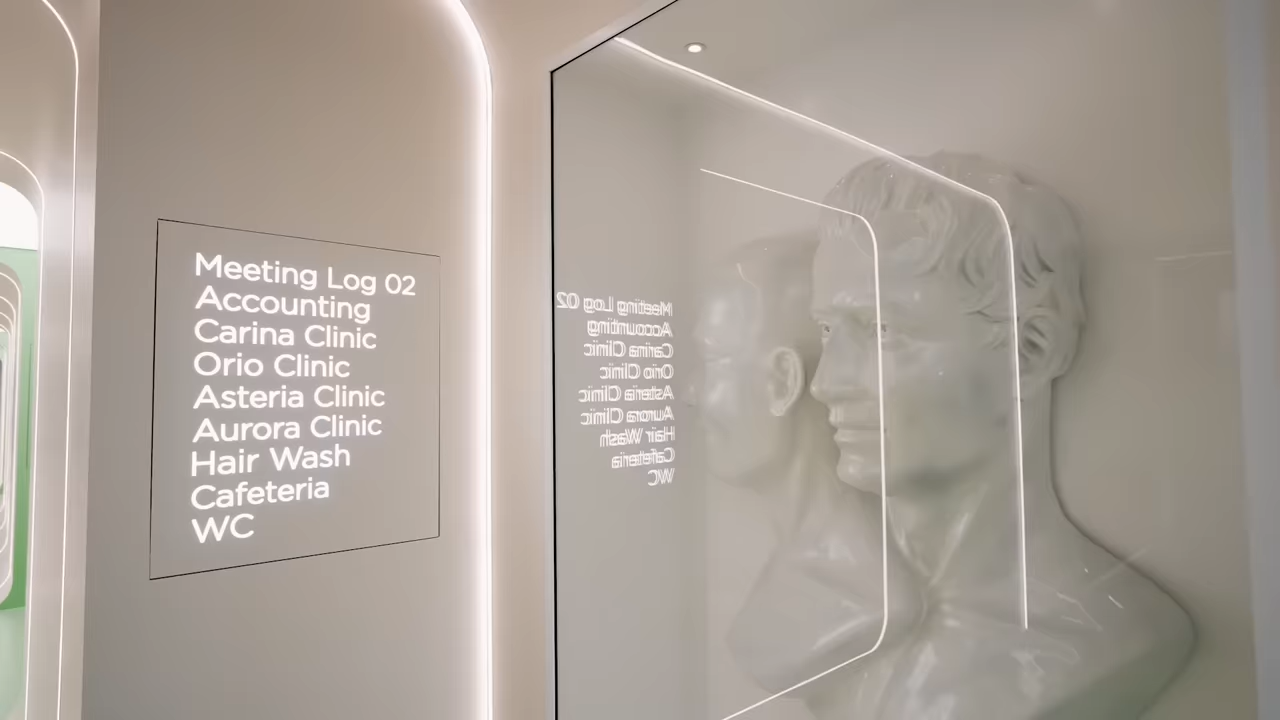 Meeting Log 02
Accounting
Carina Clinic
Orio Clinic
Asteria Clinic
Aurora Clinic
Hair Wash
Cafeteria
WC